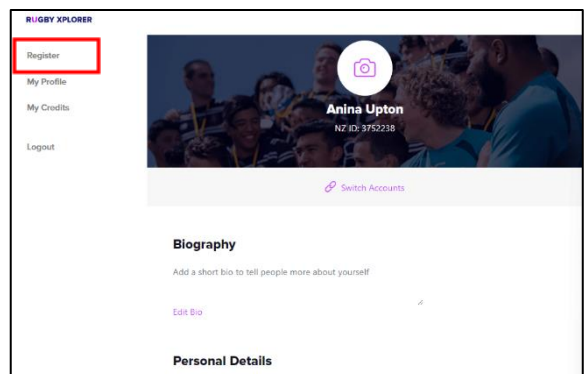 RUGBY XPLORER
Register
My Profile
My Credits
Logout
Anina Upton
NZ ID: 3752238
Switch Accounts
Biography
Add a short bio to tell people more about yourself
Edit Bio
Personal Details